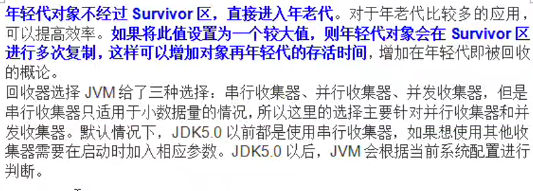 年轻代对象不经过 Survivor 区，直接进入年老代。对于年老代比较多的应用，
可以提高效率。如果将此值设置为一个较大值，则年轻代对象会在 Survivor 区
进行多次复制，这样可以增加对象再年轻代的存活时间，增加在年轻代即被回收
的概论。
回收器选择 JVM 给了三种选择：串行收集器、并行收集器、并发收集器，但是
串行收集器只适用于小数据量的情况，所以这里的选择主要针对并行收集器和并
发收集器。默认情况下，JDK5.0 以前都是使用串行收集器，如果想使用其他收
集器需要在启动时加入相应参数。JDK5.0 以后，JVM 会根据当前系统配置进行
判断。